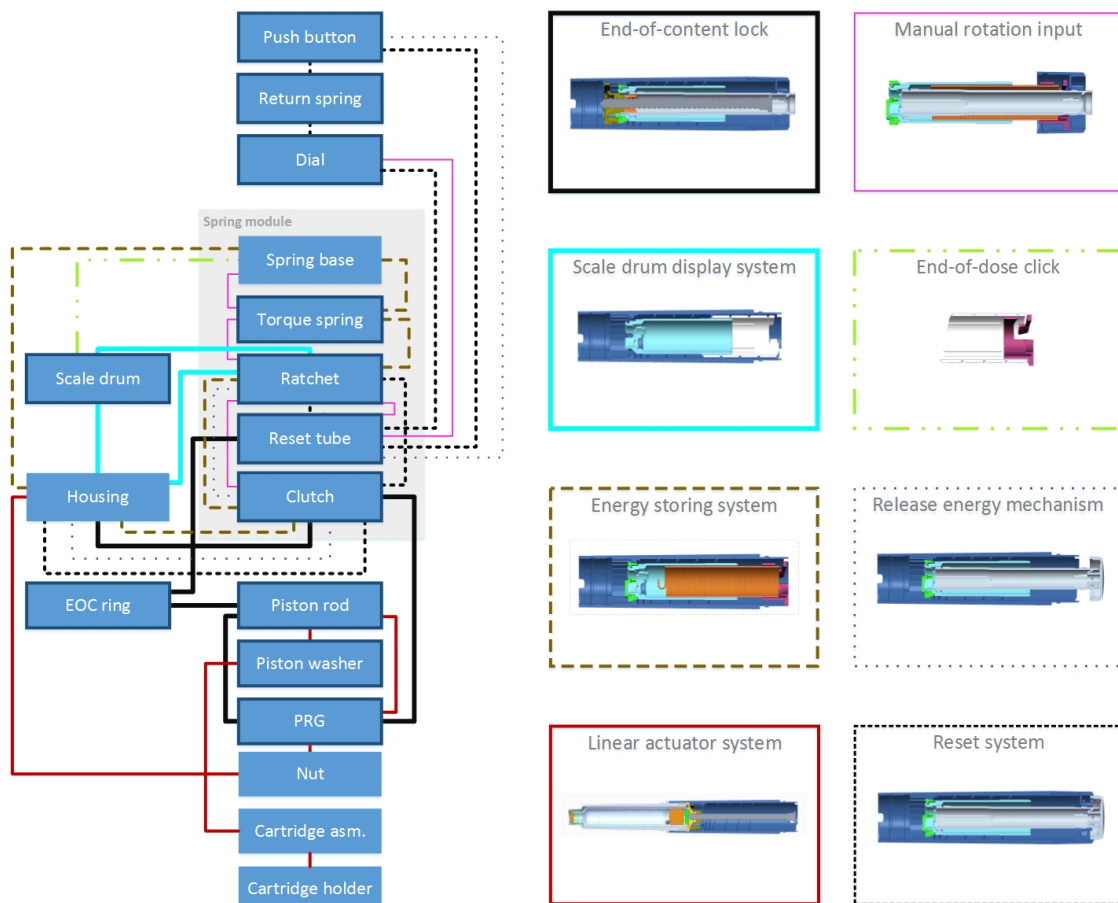 Push button
Return spring
Dial
Spring module
Spring base
Torque spring
Scale drum
Ratchet
Reset tube
Housing
Clutch
EOC ring
Piston rod
Piston washer
PRG
Nut
Cartridge asm.
Cartridge holder
End-of-content lock
Manual rotation input
Scale drum display system
End-of-dose click
Energy storing system
Release energy mechanism
Linear actuator system
Reset system